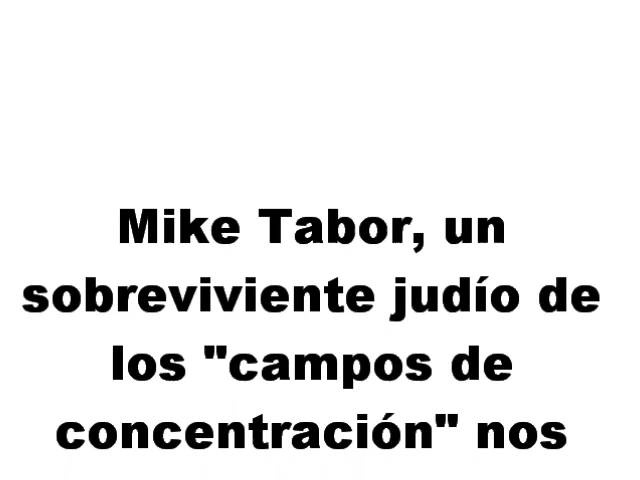 Mike Tabor, un
sobreviviente judío de
los "campos de
concentración" nos